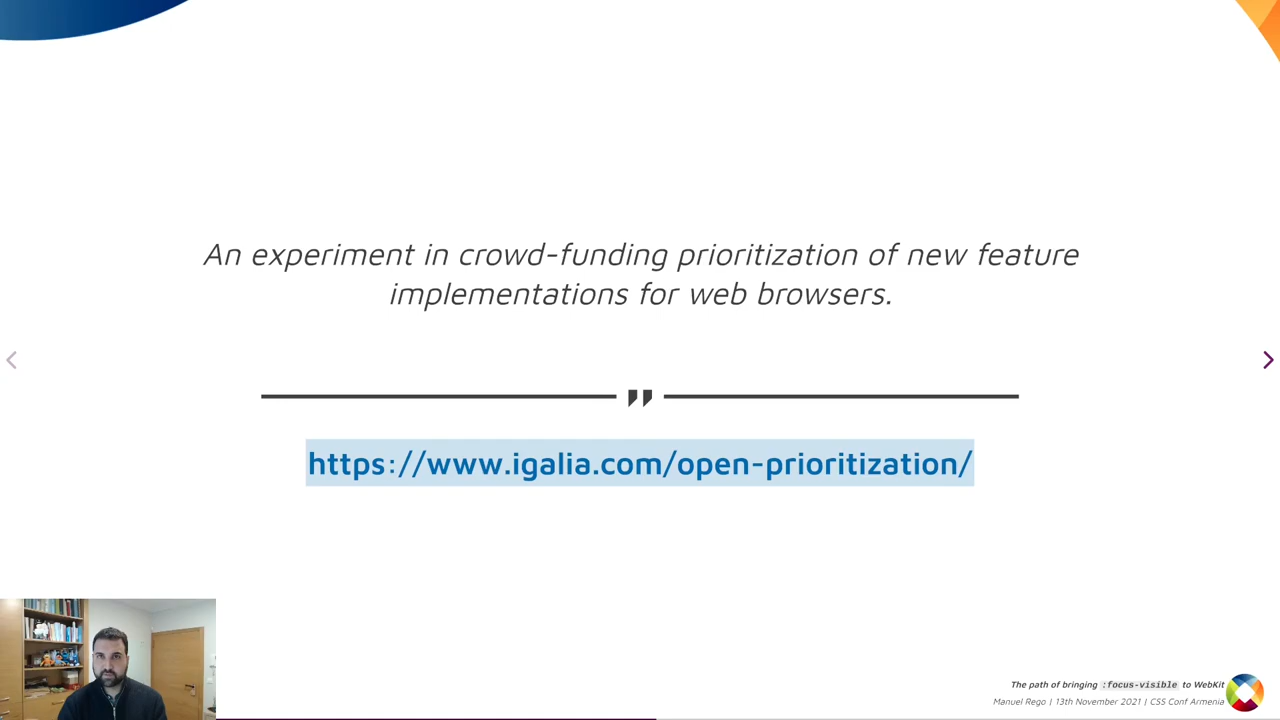 An experiment in crowd-funding prioritization of new feature
implementations for web browsers.
https://www.igalia.com/open-prioritization/
The path of bringing :focus-visible to WebKit
Manuel Rego | 13th November 2021 | CSS Conf Armenia